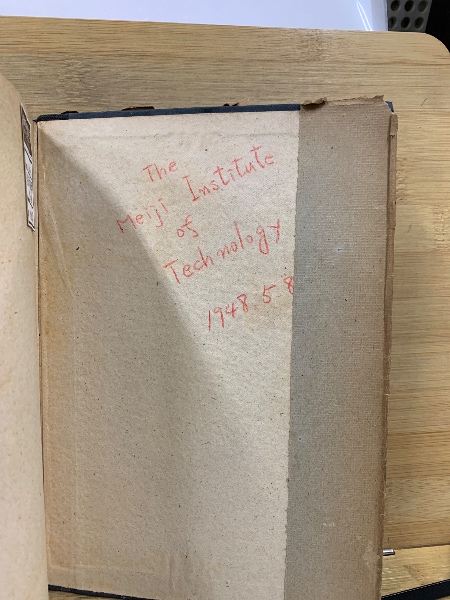 The
Meiji Institute
of
Technology
1948.5.8